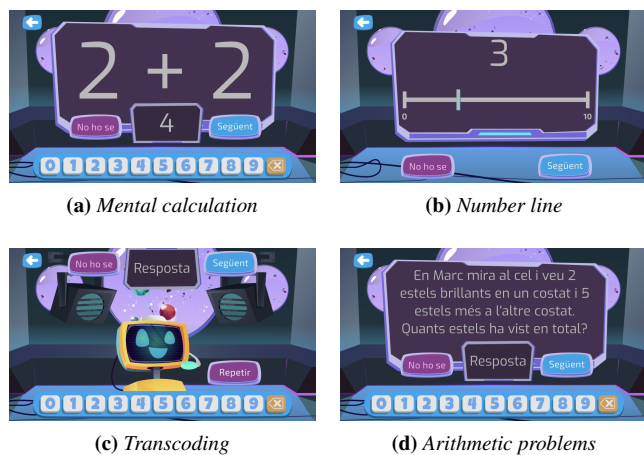 2 + 2
No ho se
4
Següent
0 1 2 3 4 5 6 7 8 9
(a) Mental calculation
3
0
10
No ho se
Següent
(b) Number line
No ho se
Resposta
Següent
Repetir
0 1 2 3 4 5 6 7 8 9
(c) Transcoding
En Marc mira al cel i veu 2
estels brillants en un costat i 5
estels més a l'altre costat.
Quants estels ha vist en total?
No ho se
Resposta
Següent
0 1 2 3 4 5 6 7 8 9
(d) Arithmetic problems